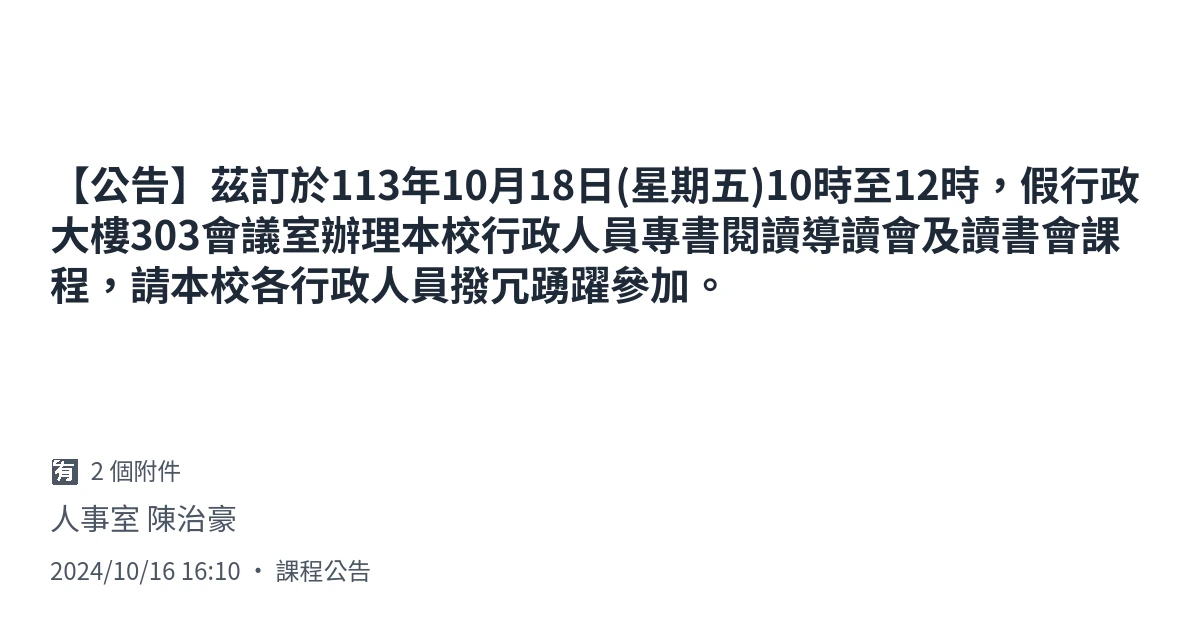 【公告】茲訂於113年10月18日(星期五)10時至12時，假行政
大樓303會議室辦理本校行政人員專書閱讀導讀會及讀書會課
程，請本校各行政人員撥冗踴躍參加。
有 2 個附件
人事室 陳治豪
2024/10/16 16:10 · 課程公告